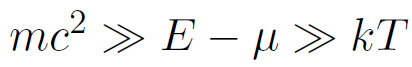 mc² ≫ E − μ ≫ kT